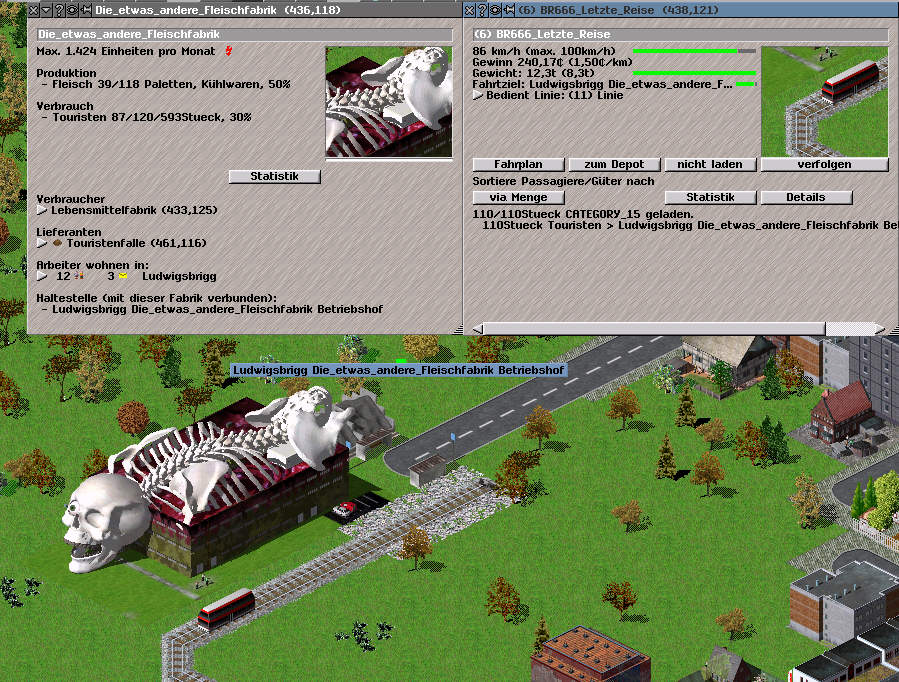 Die_etwas_andere_Fleischfabrik (436,118)
Die_etwas_andere_Fleischfabrik
Max. 1.424 Einheiten pro Monat
Produktion
- Fleisch 39/118 Paletten, Kühlwaren, 50%
Verbrauch
- Touristen 87/120/593Stueck, 30%
Statistik
Verbraucher
Lebensmittelfabrik (433,125)
Lieferanten
Touristenfalle (461,116)
Arbeiter wohnen in:
12 3 Ludwigsbrigg
Haltestelle (mit dieser Fabrik verbunden):
- Ludwigsbrigg Die_etwas_andere_Fleischfabrik Betriebshof
(6) BR666_Letzte_Reise (438,121)
(6) BR666_Letzte_Reise
86 km/h (max. 100km/h)
Gewinn 240,17¢ (1,50¢/km)
Gewicht: 12,3t (8,3t)
Fahrtziel: Ludwigsbrigg Die_etwas_andere_F...
Bedient Linie: (11) Linie
Fahrplan zum Depot nicht laden verfolgen
Sortiere Passagiere/Güter nach
via Menge Statistik Details
110/110Stueck CATEGORY_15 geladen.
110Stueck Touristen > Ludwigsbrigg Die_etwas_andere_Fleischfabrik Bet
Ludwigsbrigg Die_etwas_andere_Fleischfabrik Betriebshof